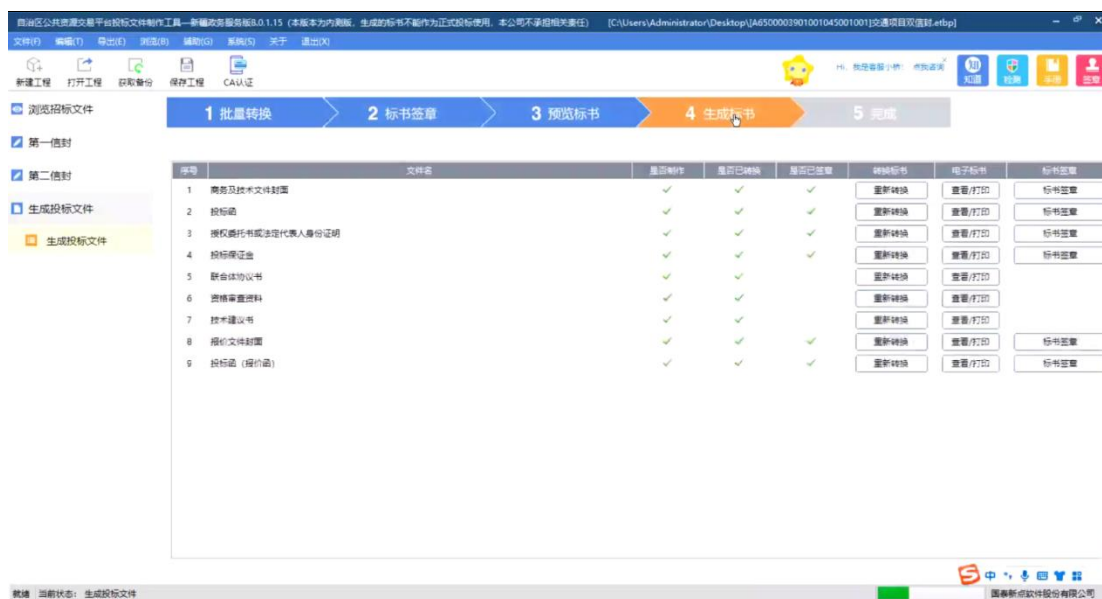 自治区公共资源交易平台投标文件制作工具—新疆政务服务版8.0.1.15（本版本为内测版，生成的标书不能作为正式投标使用，本公司不承担相关责任） [C:\Users\Administrator\Desktop\[A6500003901001045001001]交通项目双信封.etbp]
文件(F) 编辑(T) 导出(E) 浏览(B) 辅助(G) 系统(S) 关于 退出(X)
新建工程 打开工程 获取备份 保存工程 CA认证 Hi，我是客服小桥! 点我咨询 知道 检测 手册 签章
浏览招标文件
第一信封
第二信封
生成投标文件
生成投标文件
1 批量转换 2 标书签章 3 预览标书 4 生成标书 5 完成
序号 文件名 是否制作 是否已转换 是否已签章 转换标书 电子标书 标书签章
1 商务及技术文件封面 重新转换 查看/打印 标书签章
2 投标函 重新转换 查看/打印 标书签章
3 授权委托书或法定代表人身份证明 重新转换 查看/打印 标书签章
4 投标保证金 重新转换 查看/打印 标书签章
5 联合体协议书 重新转换 查看/打印
6 资格审查资料 重新转换 查看/打印
7 技术建议书 重新转换 查看/打印
8 报价文件封面 重新转换 查看/打印 标书签章
9 投标函（报价函） 重新转换 查看/打印 标书签章
中
就绪 当前状态：生成投标文件 国泰新点软件股份有限公司